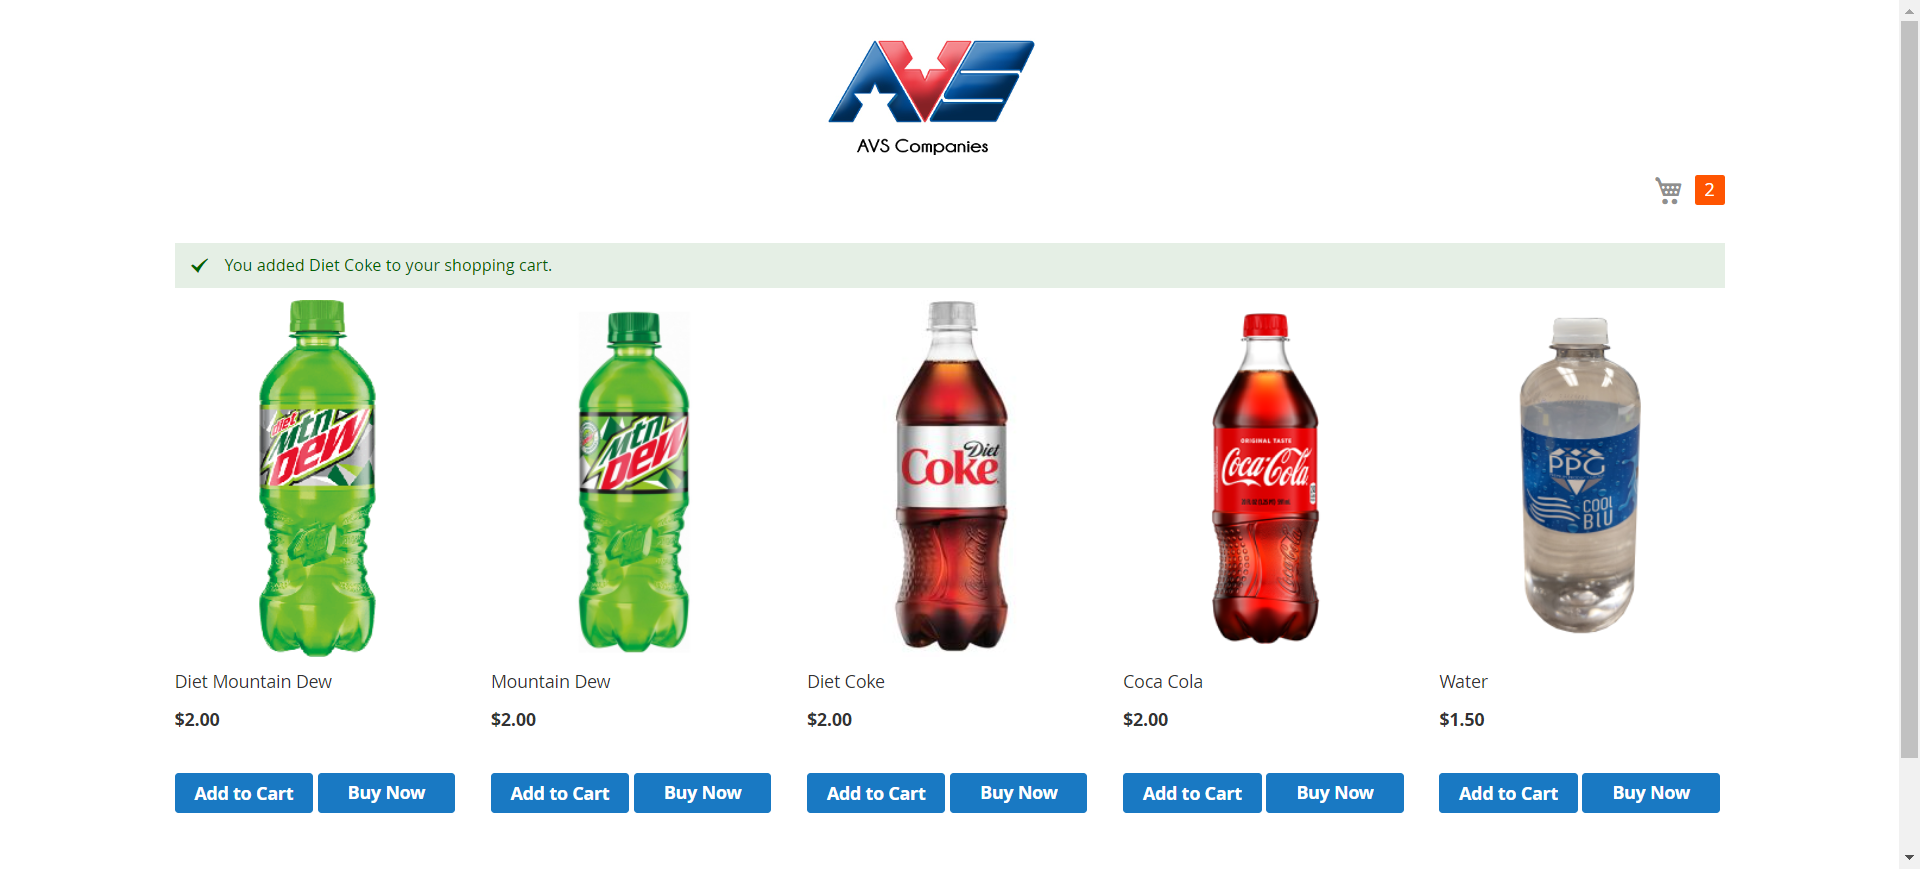 AVS
AVS Companies
2
You added Diet Coke to your shopping cart.
diet
mtn
DEW
mtn
DEW
Diet
Coke
ORIGINAL TASTE
Coca-Cola
PPG
COOL
BLU
Diet Mountain Dew
Mountain Dew
Diet Coke
Coca Cola
Water
$2.00
$2.00
$2.00
$2.00
$1.50
Add to Cart
Buy Now
Add to Cart
Buy Now
Add to Cart
Buy Now
Add to Cart
Buy Now
Add to Cart
Buy Now